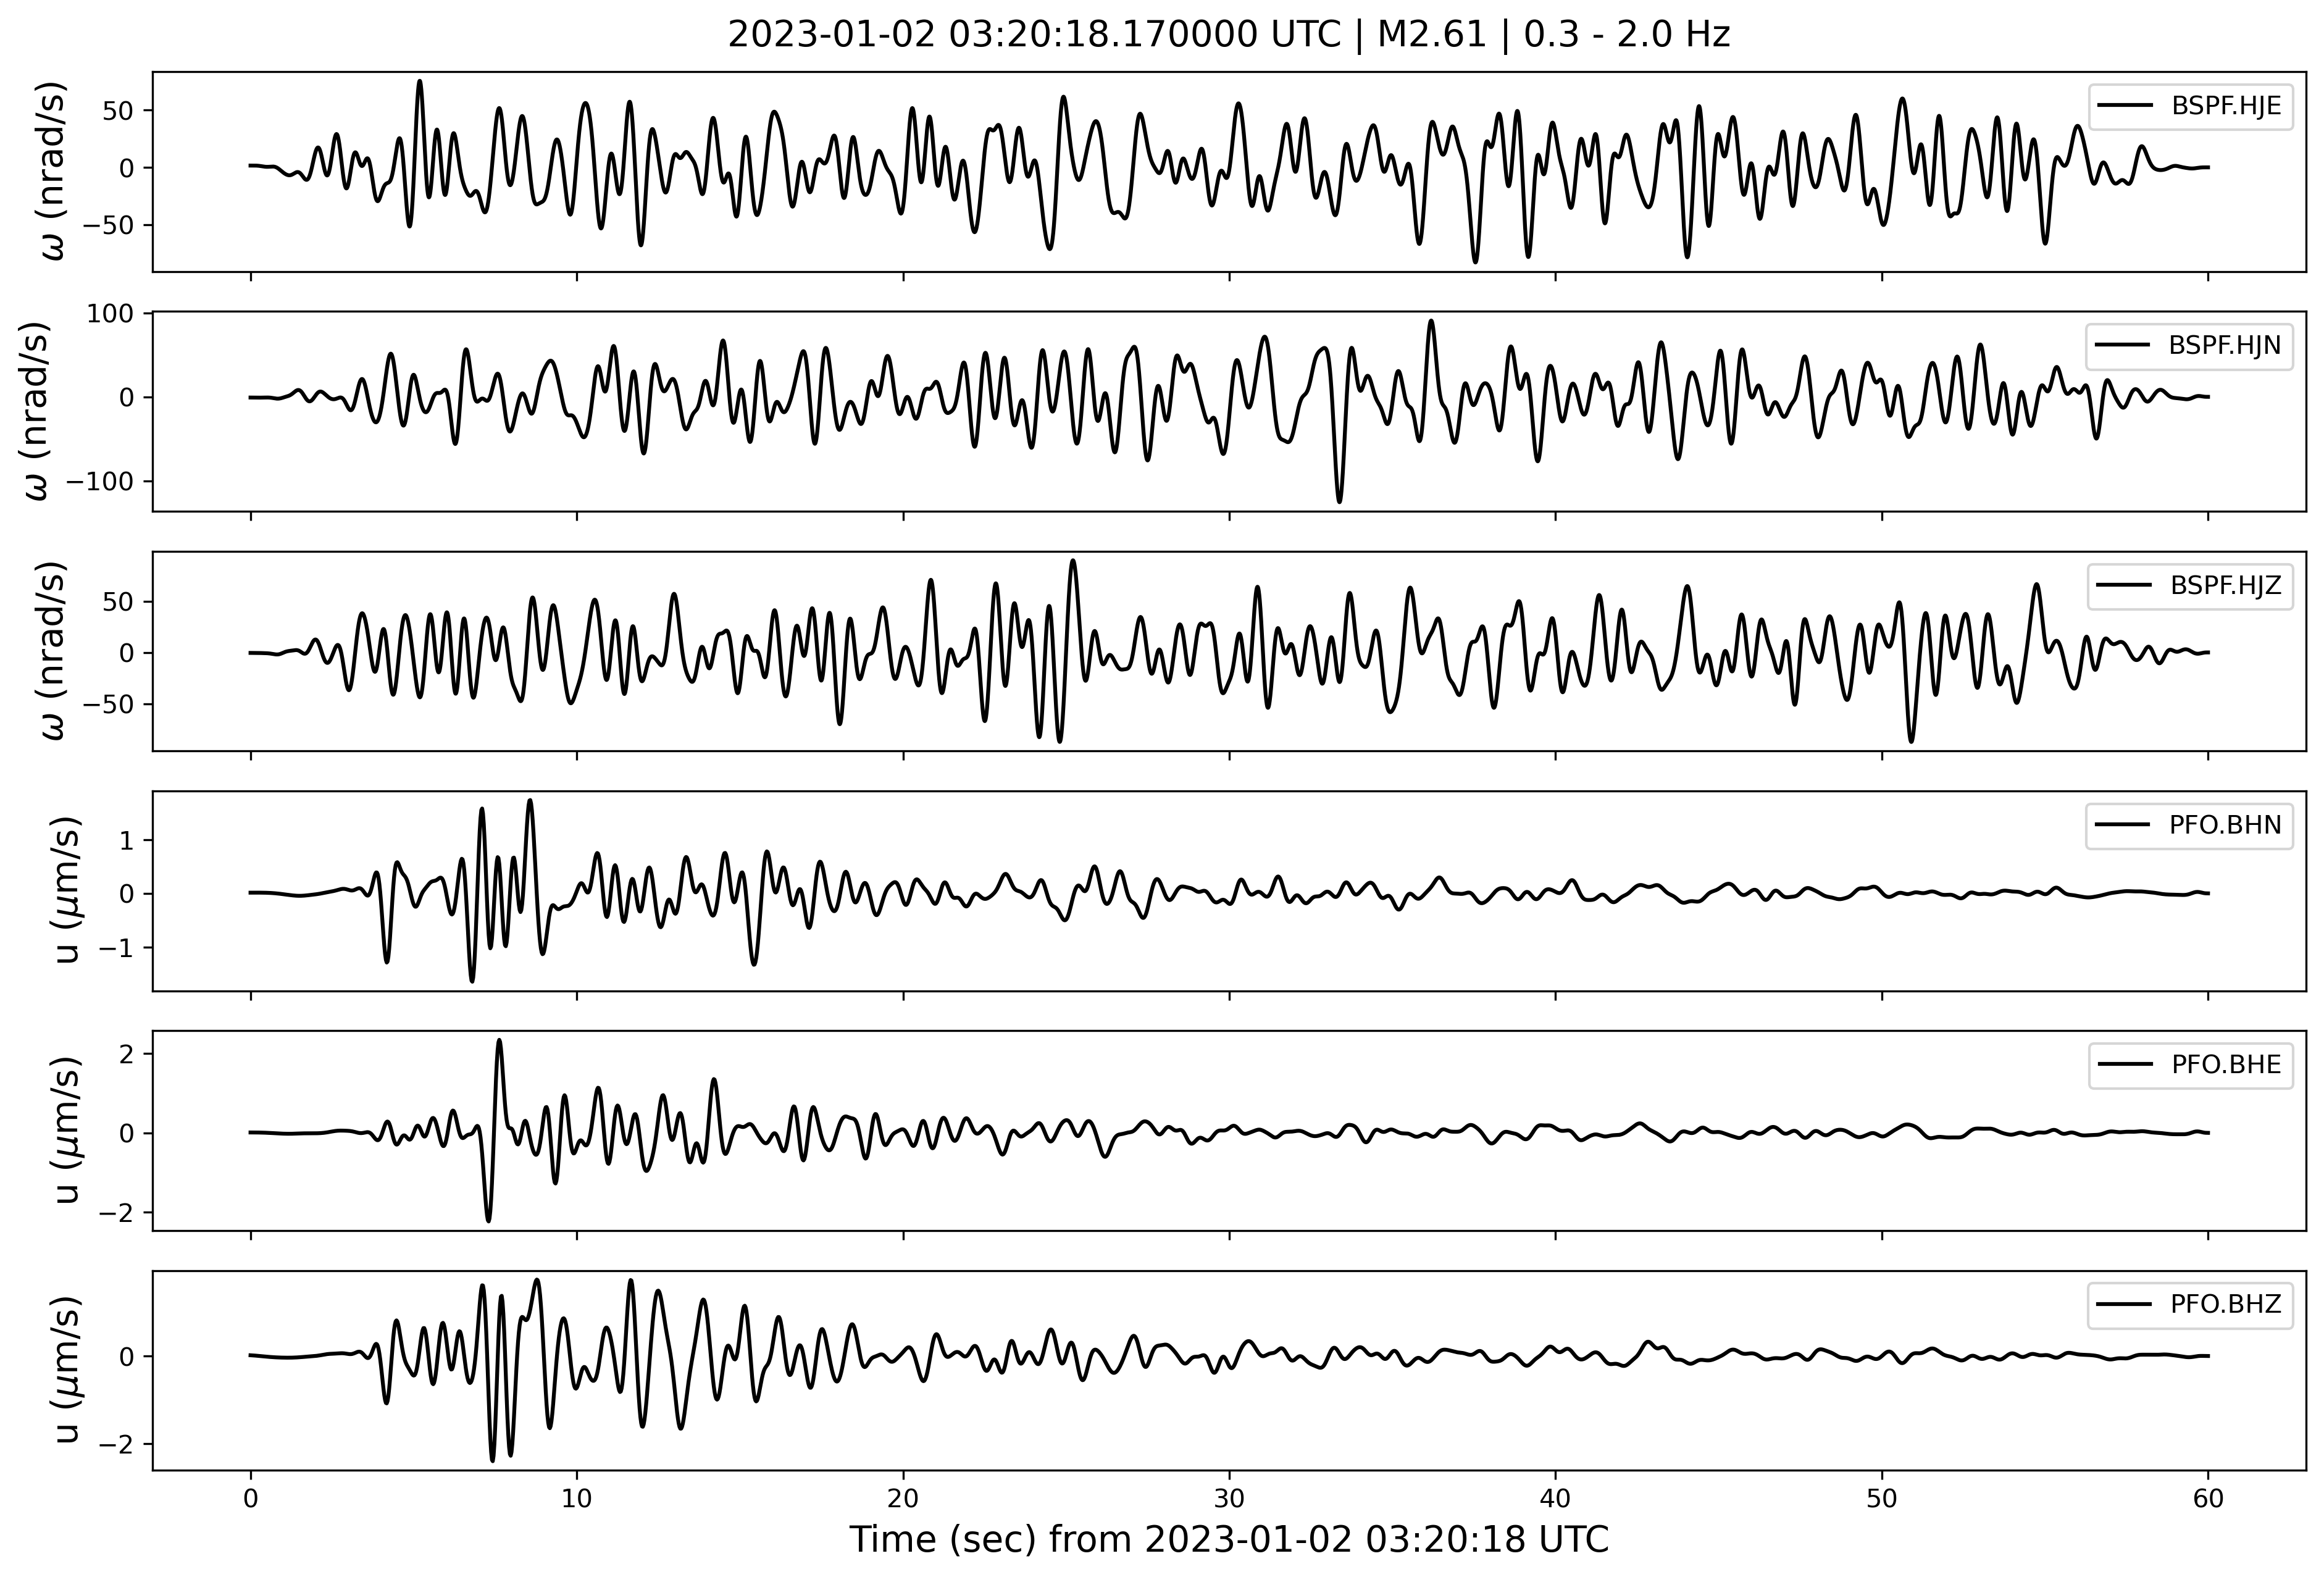 2023-01-02 03:20:18.170000 UTC | M2.61 | 0.3 - 2.0 Hz
ω (nrad/s)
50
0
−50
BSPF.HJE
ω (nrad/s)
100
0
−100
BSPF.HJN
ω (nrad/s)
50
0
−50
BSPF.HJZ
u (μm/s)
1
0
−1
PFO.BHN
u (μm/s)
2
0
−2
PFO.BHE
u (μm/s)
0
−2
PFO.BHZ
0 10 20 30 40 50 60
Time (sec) from 2023-01-02 03:20:18 UTC